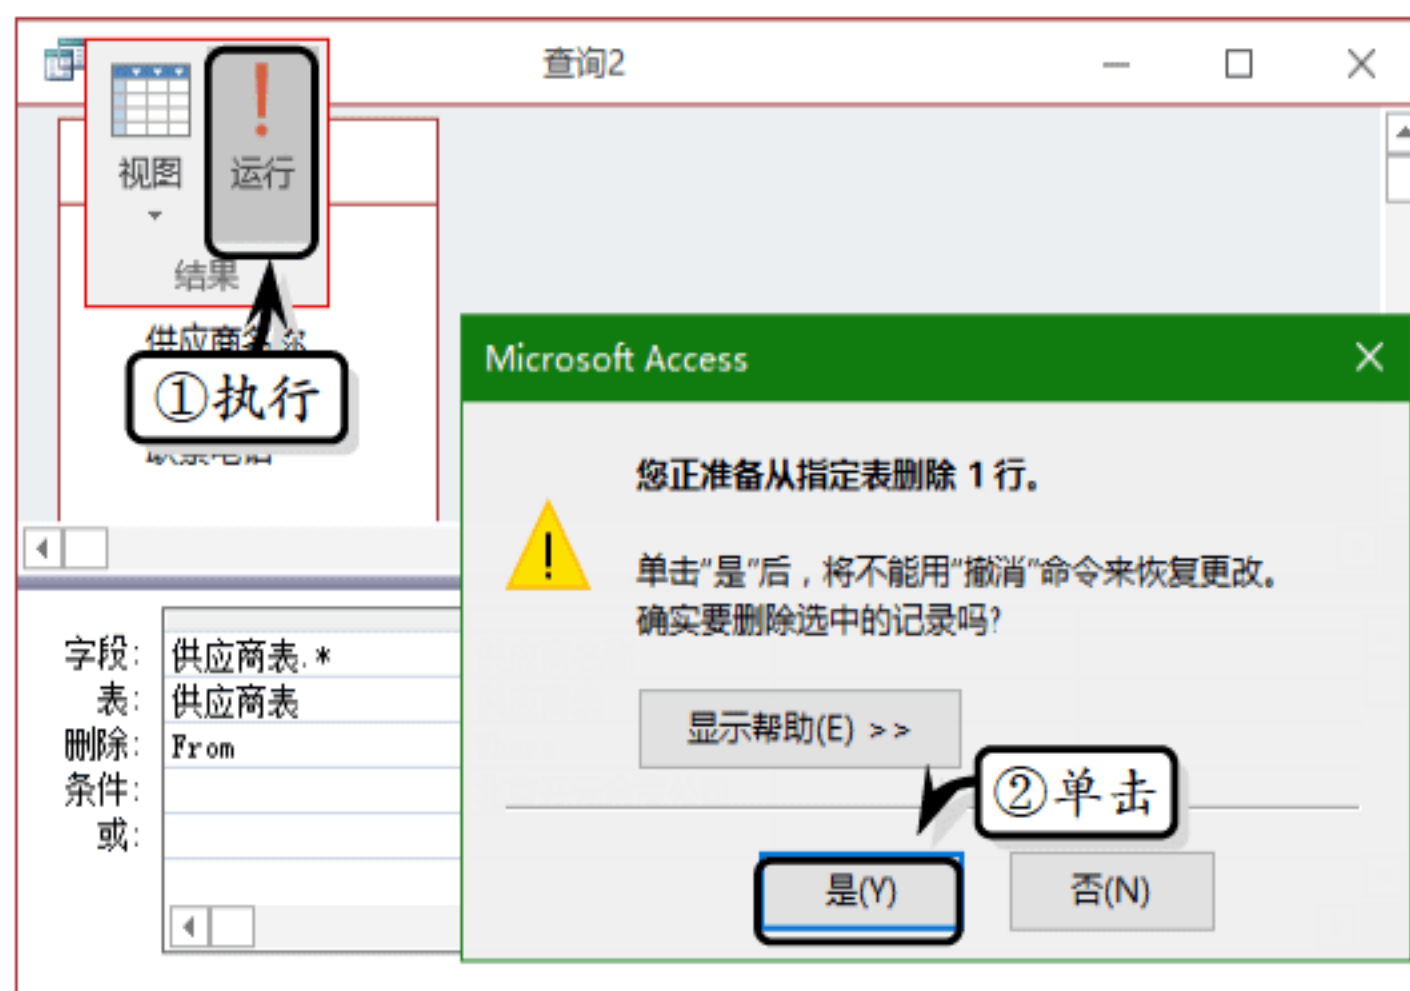 查询2
视图
运行
结果
供应商名
①执行
Microsoft Access
您正准备从指定表删除 1 行。
单击“是”后，将不能用“撤消”命令来恢复更改。
确实要删除选中的记录吗?
显示帮助(E) >>
②单击
是(Y)
否(N)
字段: 供应商表.*
表: 供应商表
删除: From
条件:
或: